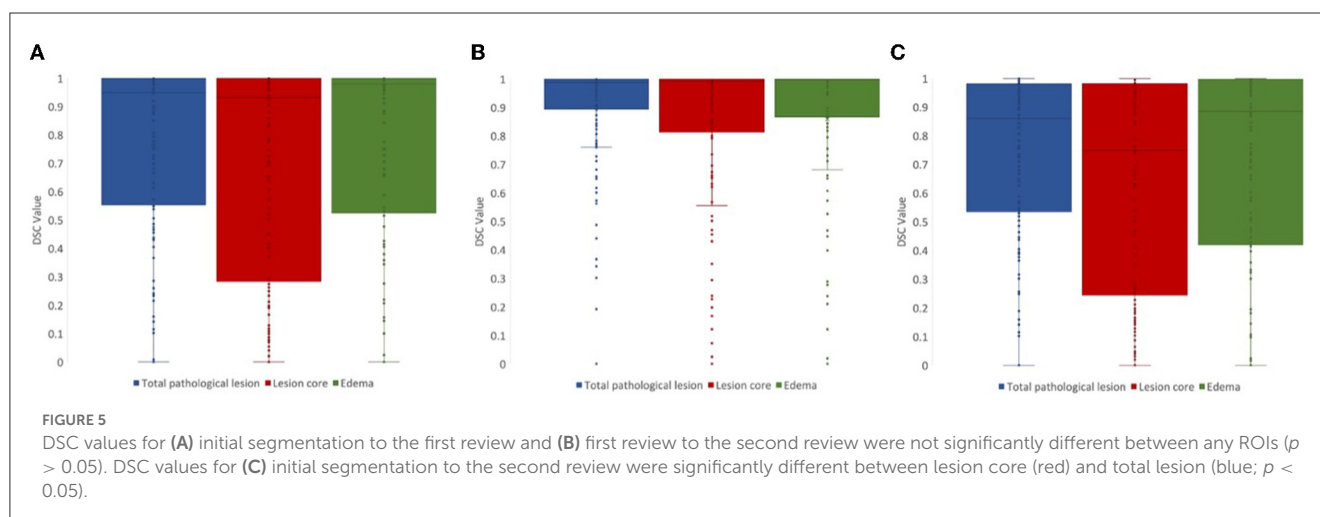 A
B
C
1
0.9
0.8
0.7
0.6
0.5
0.4
0.3
0.2
0.1
0
DSC Value
Total pathological lesion Lesion core Edema
1
0.9
0.8
0.7
0.6
0.5
0.4
0.3
0.2
0.1
0
DSC Value
Total pathological lesion Lesion core Edema
1
0.9
0.8
0.7
0.6
0.5
0.4
0.3
0.2
0.1
0
DSC Value
Total pathological lesion Lesion core Edema
FIGURE 5
DSC values for (A) initial segmentation to the first review and (B) first review to the second review were not significantly different between any ROIs (p
> 0.05). DSC values for (C) initial segmentation to the second review were significantly different between lesion core (red) and total lesion (blue; p <
0.05).